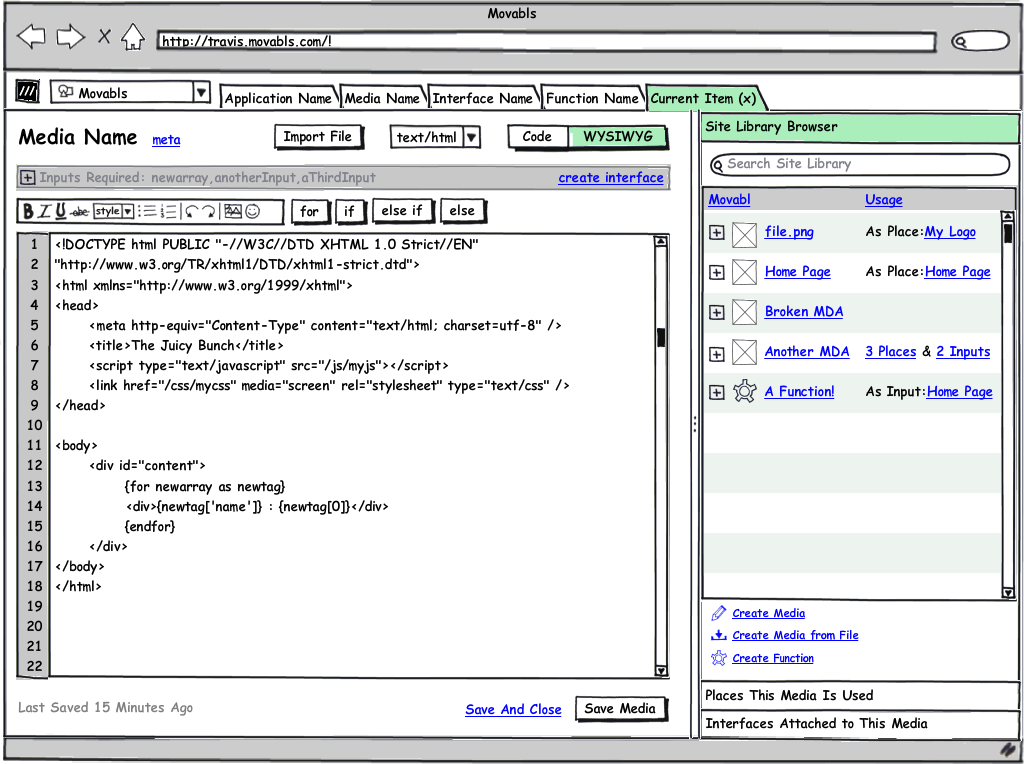 Movabls
http://travis.movabls.com/!
Movabls
Application Name
Media Name
Interface Name
Function Name
Current Item (x)
Media Name
meta
Import File
text/html
Code
WYSIWYG
Inputs Required: newarray,anotherInput,aThirdInput
create interface
B I U abc style
for
if
else if
else
1 <!DOCTYPE html PUBLIC "-//W3C//DTD XHTML 1.0 Strict//EN"
2 "http://www.w3.org/TR/xhtml1/DTD/xhtml1-strict.dtd">
3 <html xmlns="http://www.w3.org/1999/xhtml">
4 <head>
5 <meta http-equiv="Content-Type" content="text/html; charset=utf-8" />
6 <title>The Juicy Bunch</title>
7 <script type="text/javascript" src="/js/myjs"></script>
8 <link href="/css/mycss" media="screen" rel="stylesheet" type="text/css" />
9 </head>
10
11 <body>
12 <div id="content">
13 {for newarray as newtag}
14 <div>{newtag['name']} : {newtag[0]}</div>
15 {endfor}
16 </div>
17 </body>
18 </html>
19
20
21
22
Last Saved 15 Minutes Ago
Save And Close
Save Media
Site Library Browser
Search Site Library
Movabl Usage
file.png As Place:My Logo
Home Page As Place:Home Page
Broken MDA
Another MDA 3 Places & 2 Inputs
A Function! As Input:Home Page
Create Media
Create Media from File
Create Function
Places This Media Is Used
Interfaces Attached to This Media